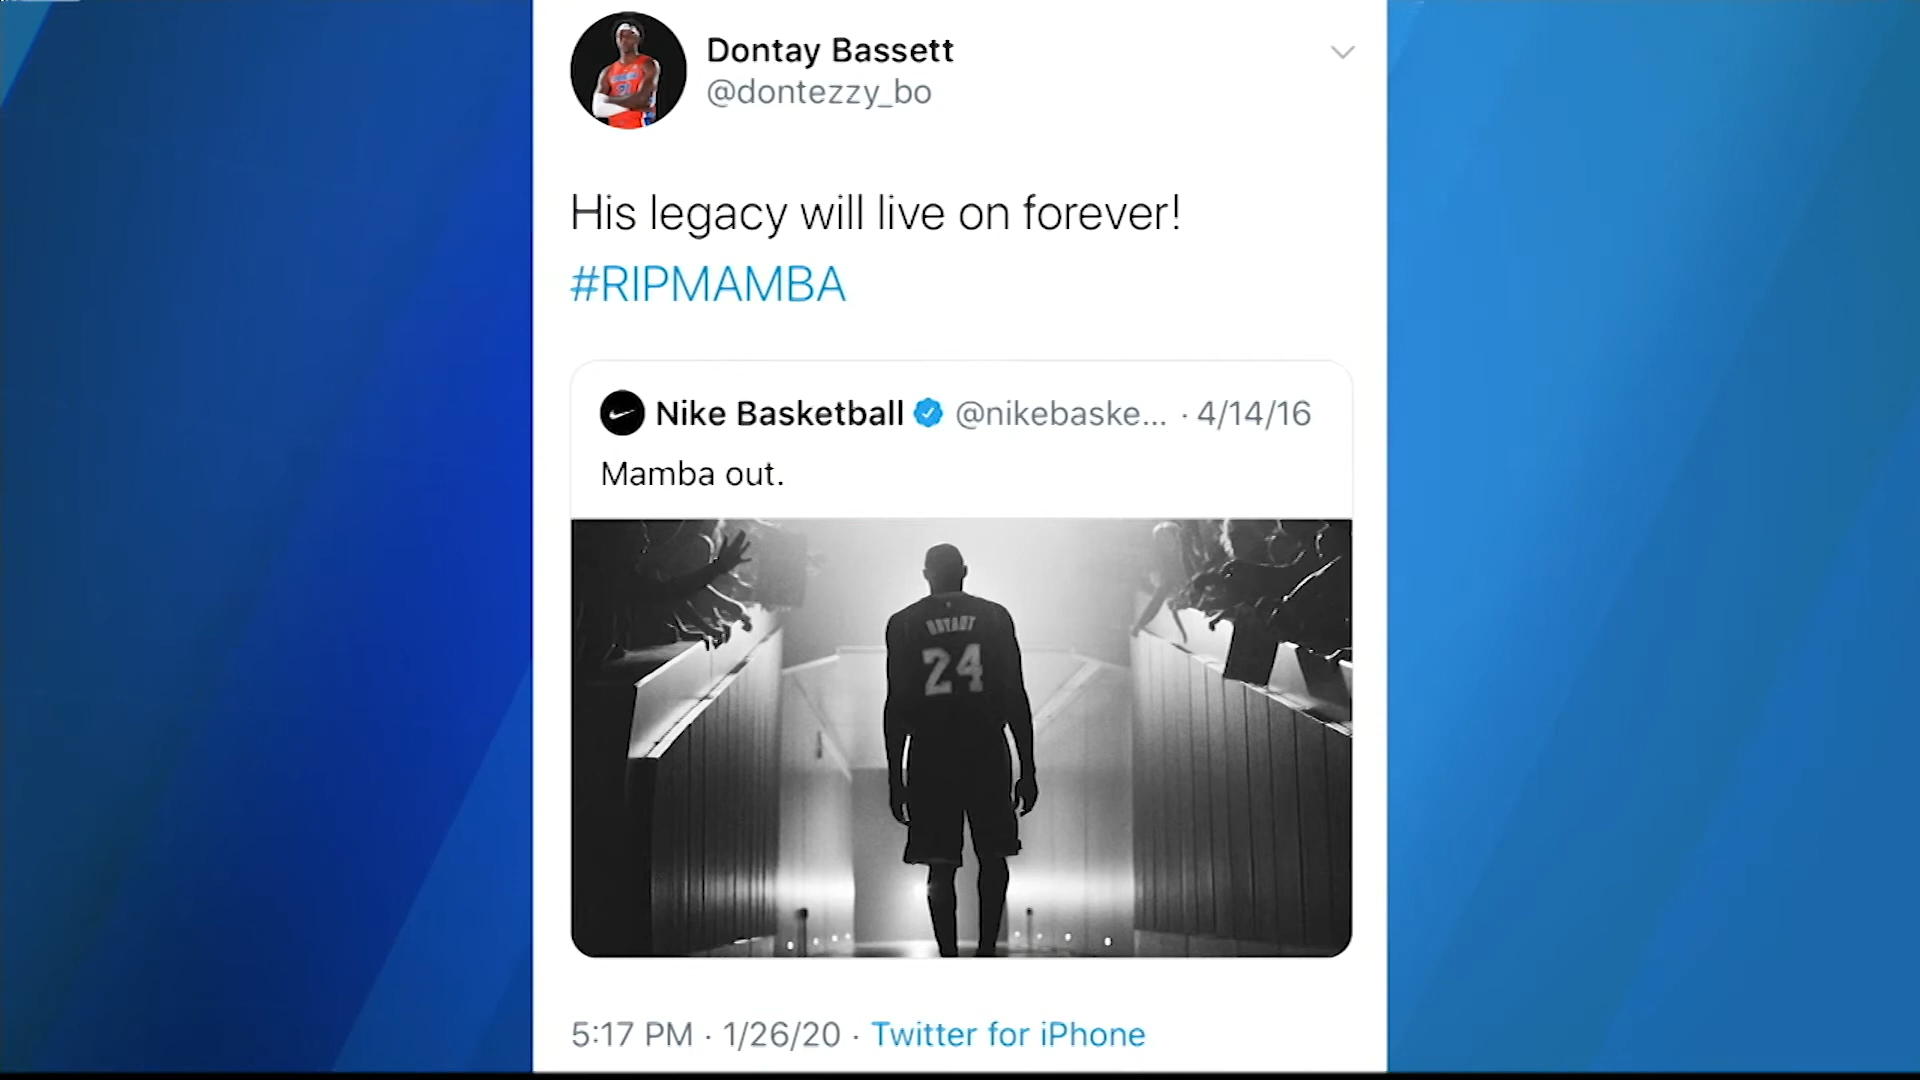 Dontay Bassett
@dontezzy_bo
His legacy will live on forever!
#RIPMAMBA
Nike Basketball @nikebaske... · 4/14/16
Mamba out.
BRYANT
24
5:17 PM · 1/26/20 · Twitter for iPhone